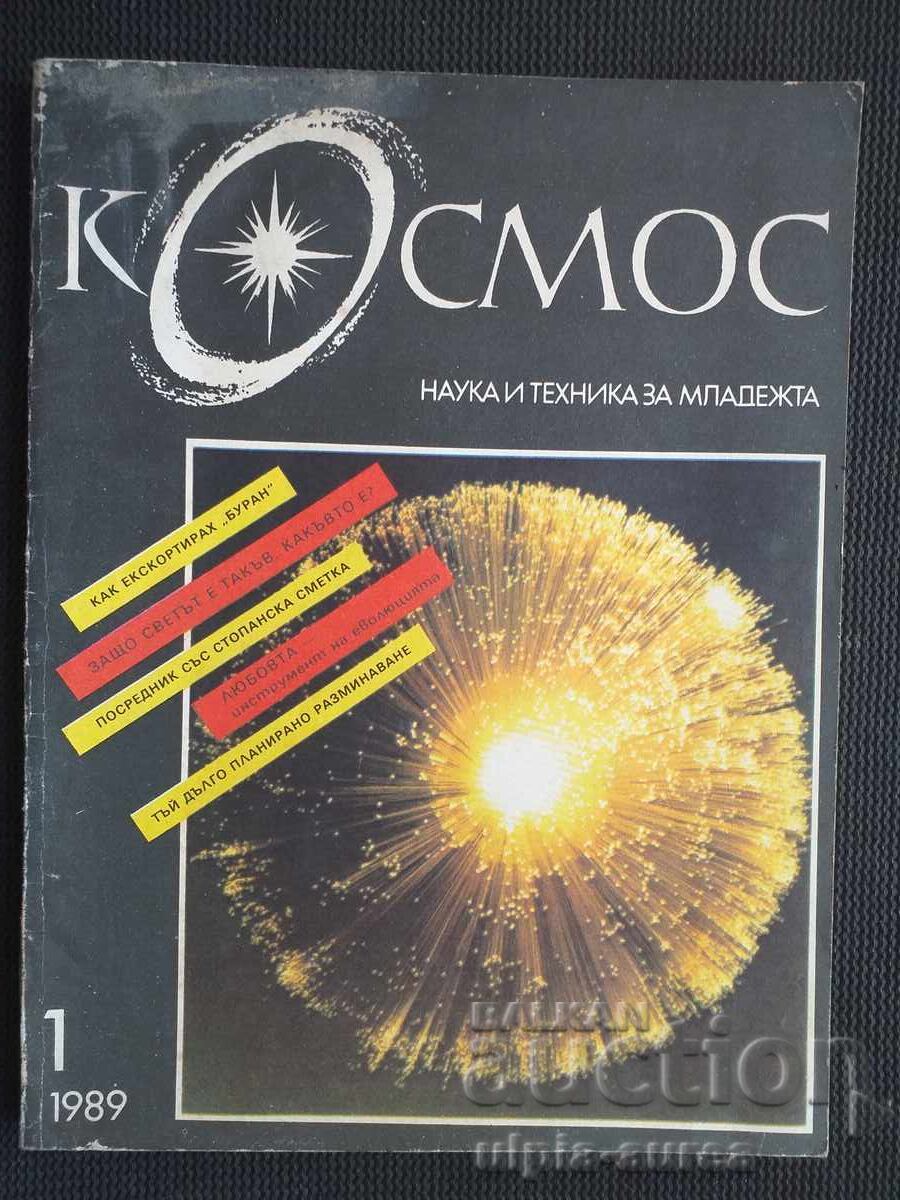 КОСМОС
НАУКА И ТЕХНИКА ЗА МЛАДЕЖТА
КАК ЕКСКОРТИРАХ „БУРАН"
ЗАЩО СВЕТЪТ Е ТАКЪВ, КАКЪВТО Е?
ПОСРЕДНИК СЪС СТОПАНСКА СМЕТКА
ЛЮБОВТА —
инструмент на еволюцията
ТЪЙ ДЪЛГО ПЛАНИРАНО РАЗМИНАВАНЕ
1
1989
BALKAN
auction
ulpia-aurea